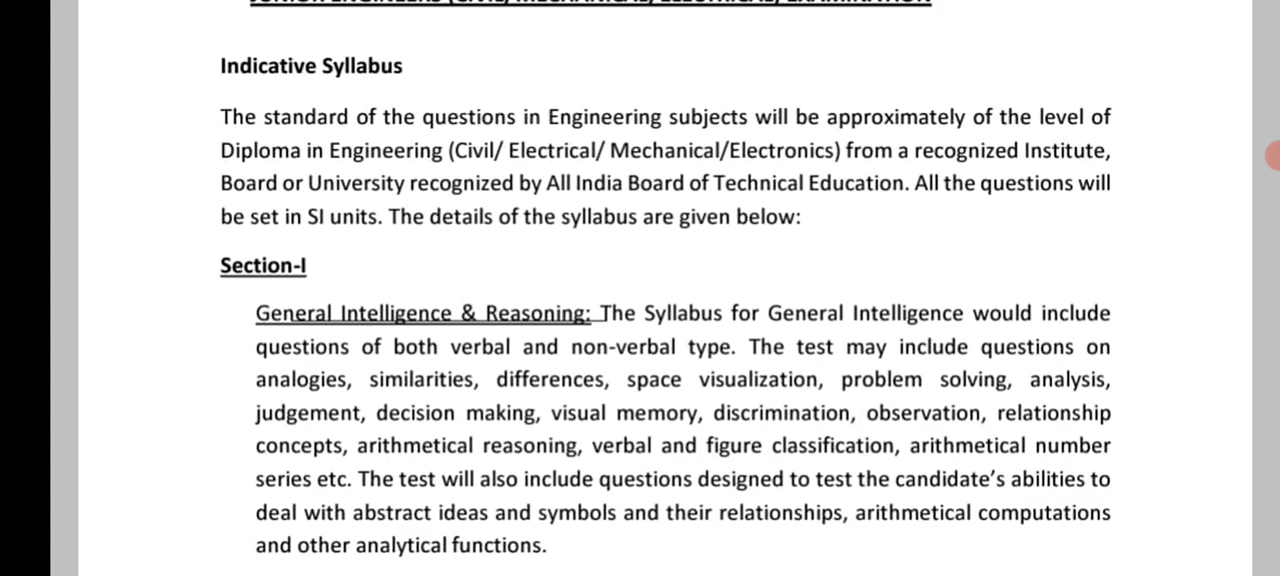 Indicative Syllabus
The standard of the questions in Engineering subjects will be approximately of the level of
Diploma in Engineering (Civil/ Electrical/ Mechanical/Electronics) from a recognized Institute,
Board or University recognized by All India Board of Technical Education. All the questions will
be set in SI units. The details of the syllabus are given below:
Section-I
General Intelligence & Reasoning: The Syllabus for General Intelligence would include
questions of both verbal and non-verbal type. The test may include questions on
analogies, similarities, differences, space visualization, problem solving, analysis,
judgement, decision making, visual memory, discrimination, observation, relationship
concepts, arithmetical reasoning, verbal and figure classification, arithmetical number
series etc. The test will also include questions designed to test the candidate’s abilities to
deal with abstract ideas and symbols and their relationships, arithmetical computations
and other analytical functions.